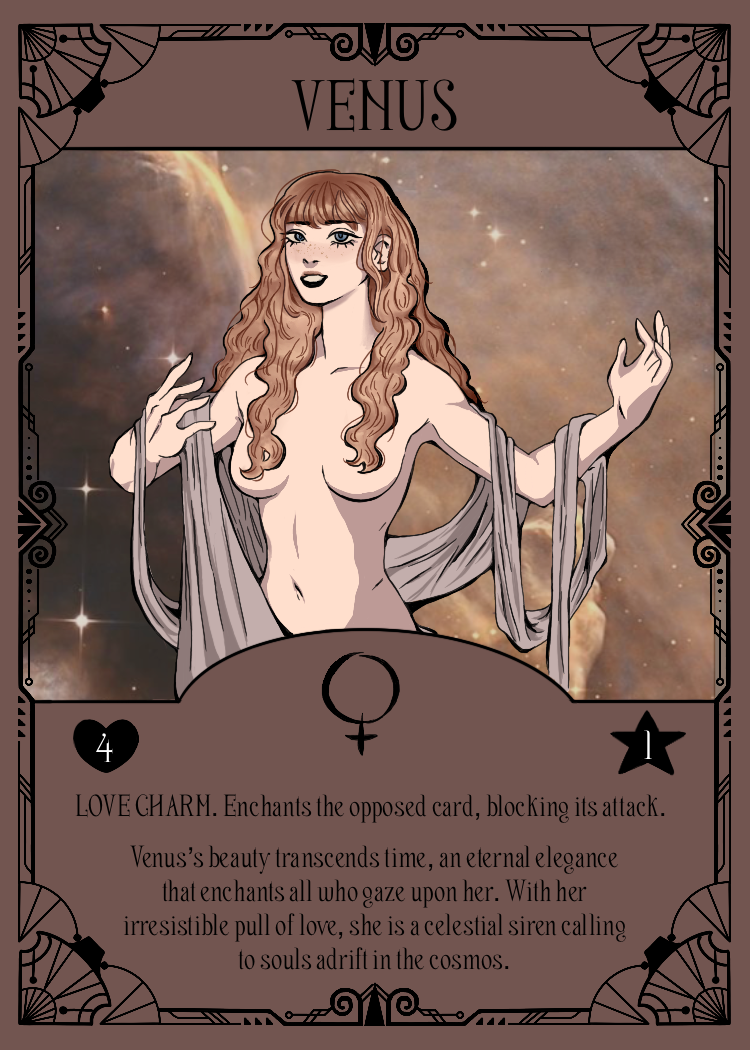 VENUS
4
1
LOVE CHARM. Enchants the opposed card, blocking its attack.
Venus's beauty transcends time, an eternal elegance
that enchants all who gaze upon her. With her
irresistible pull of love, she is a celestial siren calling
to souls adrift in the cosmos.